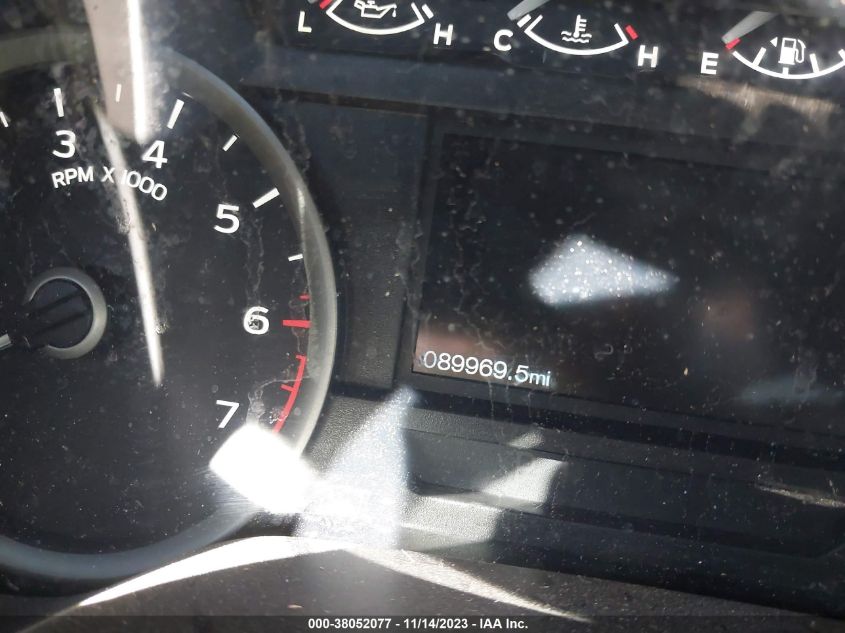 L H C H E
3 4 5 6 7
RPM X 1000
089969.5mi
000-38052077 - 11/14/2023 - IAA Inc.